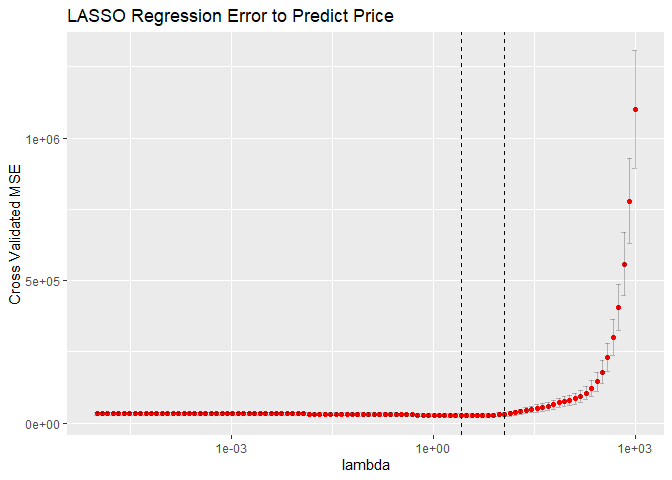 LASSO Regression Error to Predict Price
Cross Validated MSE
1e+06
5e+05
0e+00
1e-03 1e+00 1e+03
lambda